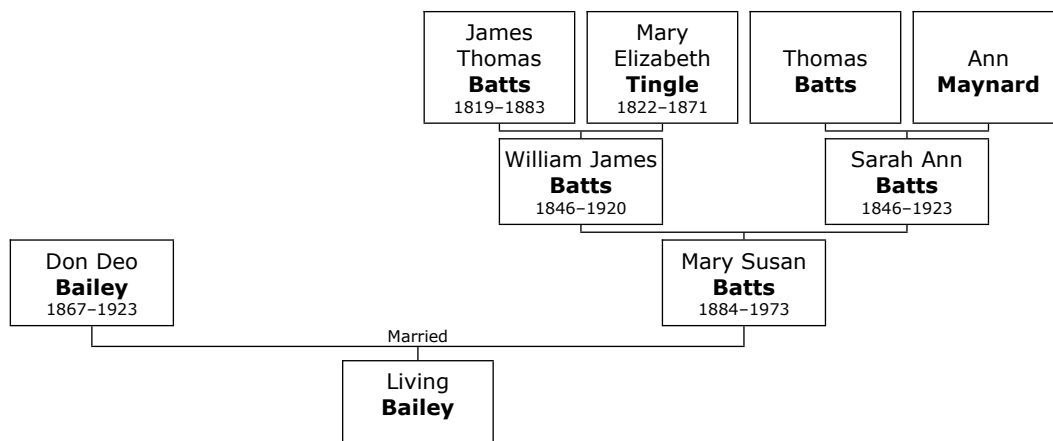 James
Thomas
Batts
1819–1883
Mary
Elizabeth
Tingle
1822–1871
Thomas
Batts
Ann
Maynard
William James
Batts
1846–1920
Sarah Ann
Batts
1846–1923
Don Deo
Bailey
1867–1923
Mary Susan
Batts
1884–1973
Married
Living
Bailey